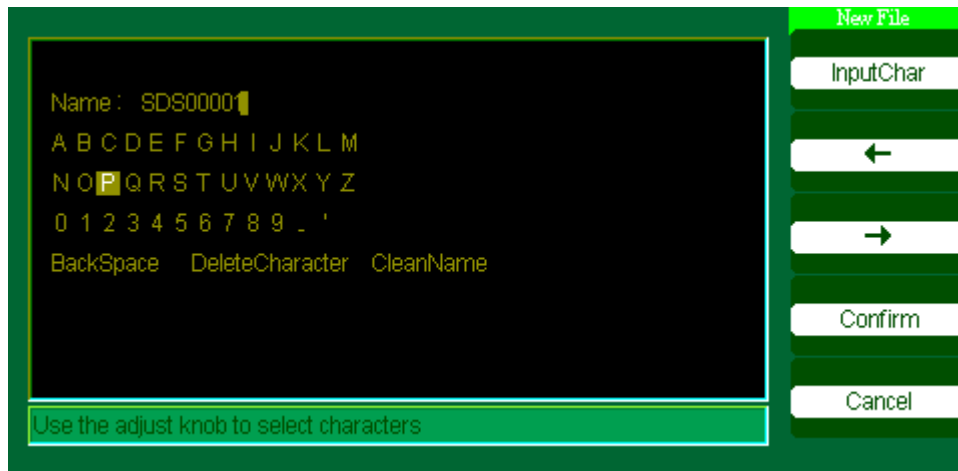 New File
InputChar
Name : SDS00001
A B C D E F G H I J K L M
←
N O P Q R S T U V W X Y Z
0 1 2 3 4 5 6 7 8 9 _ '
→
BackSpace DeleteCharacter CleanName
Confirm
Cancel
Use the adjust knob to select characters